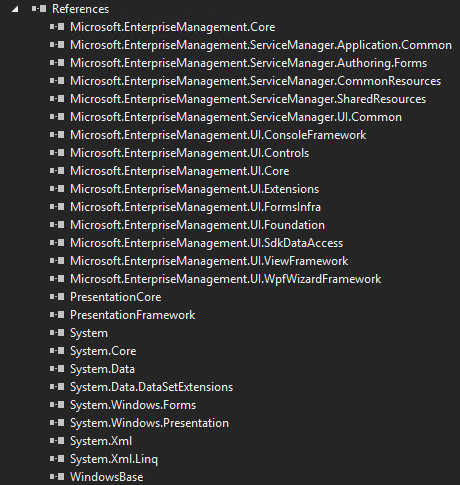 References
Microsoft.EnterpriseManagement.Core
Microsoft.EnterpriseManagement.ServiceManager.Application.Common
Microsoft.EnterpriseManagement.ServiceManager.Authoring.Forms
Microsoft.EnterpriseManagement.ServiceManager.CommonResources
Microsoft.EnterpriseManagement.ServiceManager.SharedResources
Microsoft.EnterpriseManagement.ServiceManager.UI.Common
Microsoft.EnterpriseManagement.UI.ConsoleFramework
Microsoft.EnterpriseManagement.UI.Controls
Microsoft.EnterpriseManagement.UI.Core
Microsoft.EnterpriseManagement.UI.Extensions
Microsoft.EnterpriseManagement.UI.FormsInfra
Microsoft.EnterpriseManagement.UI.Foundation
Microsoft.EnterpriseManagement.UI.SdkDataAccess
Microsoft.EnterpriseManagement.UI.ViewFramework
Microsoft.EnterpriseManagement.UI.WpfWizardFramework
PresentationCore
PresentationFramework
System
System.Core
System.Data
System.Data.DataSetExtensions
System.Windows.Forms
System.Windows.Presentation
System.Xml
System.Xml.Linq
WindowsBase